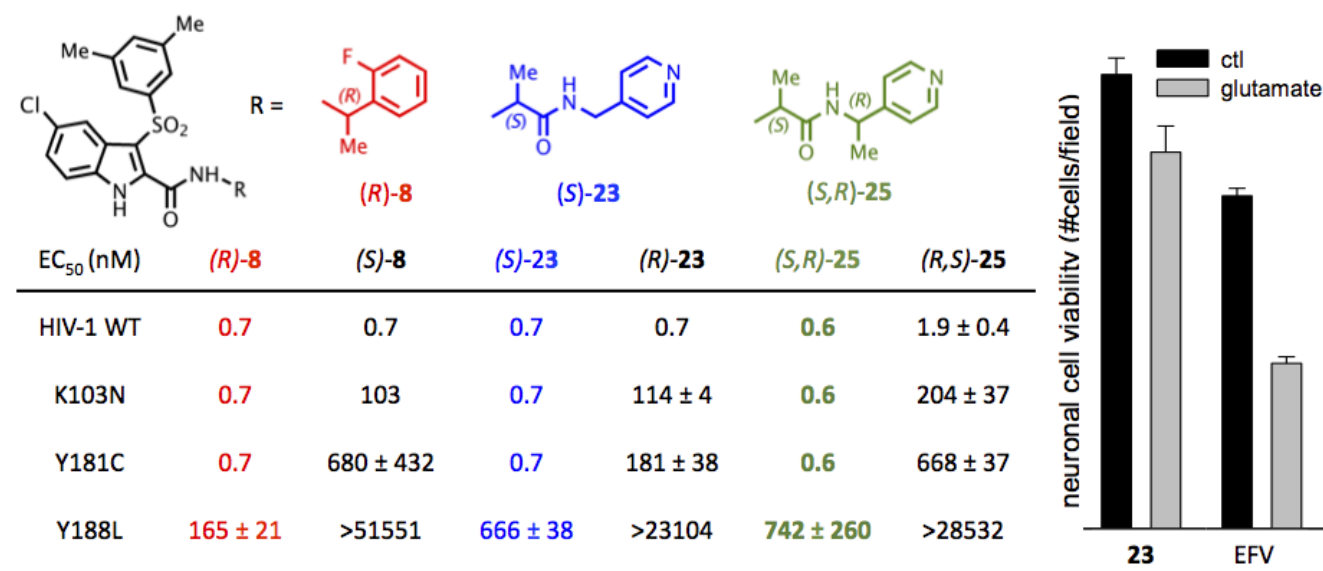 Me
Me
Cl
SO2
N
H
O
NH
R
R =
F
(R)
Me
(R)-8
Me
(S)
O
H
N
N
(S)-23
Me
(S)
O
H
N
(R)
Me
N
(S,R)-25
EC50 (nM) (R)-8 (S)-8 (S)-23 (R)-23 (S,R)-25 (R,S)-25
HIV-1 WT 0.7 0.7 0.7 0.7 0.6 1.9 ± 0.4
K103N 0.7 103 0.7 114 ± 4 0.6 204 ± 37
Y181C 0.7 680 ± 432 0.7 181 ± 38 0.6 668 ± 37
Y188L 165 ± 21 >51551 666 ± 38 >23104 742 ± 260 >28532
neuronal cell viability (#cells/field)
ctl
glutamate
23 EFV